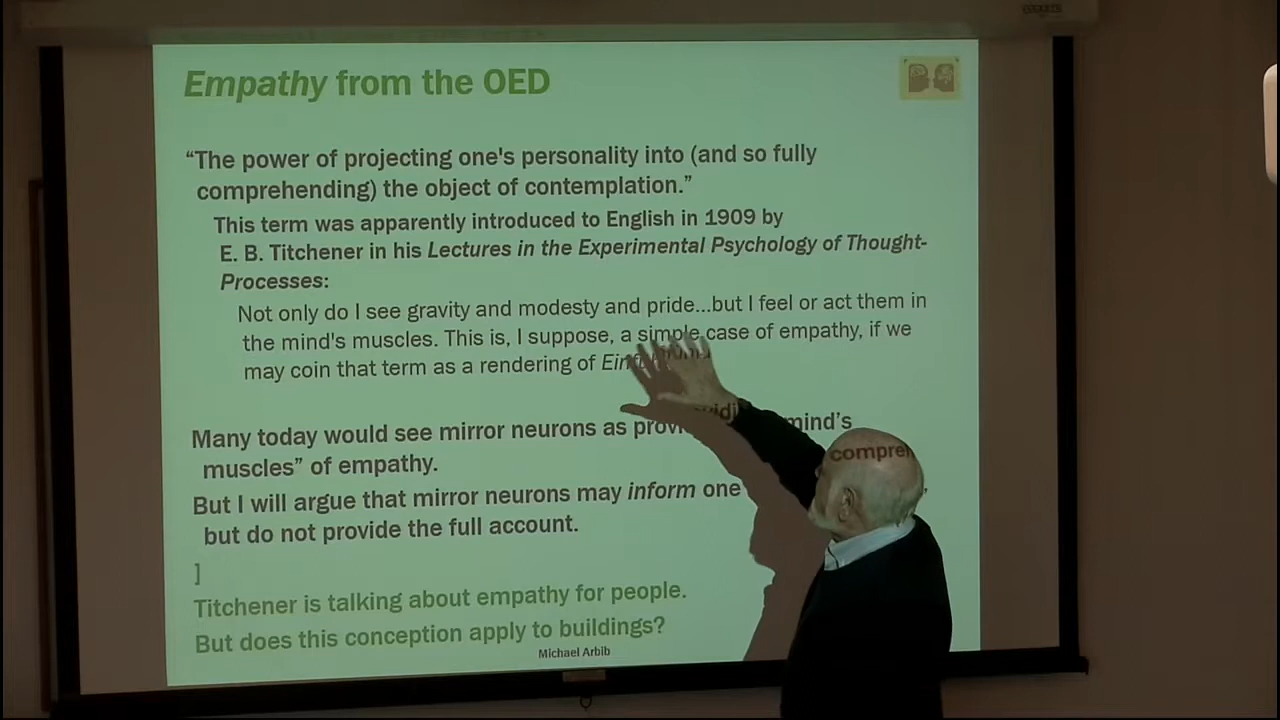 Empathy from the OED
“The power of projecting one's personality into (and so fully
comprehending) the object of contemplation.”
This term was apparently introduced to English in 1909 by
E. B. Titchener in his Lectures in the Experimental Psychology of Thought-
Processes:
Not only do I see gravity and modesty and pride...but I feel or act them in
the mind's muscles. This is, I suppose, a simple case of empathy, if we
may coin that term as a rendering of
Many today would see mirror neurons as mind's
muscles” of empathy.
But I will argue that mirror neurons may inform one
but do not provide the full account.
]
Titchener is talking about empathy for people.
But does this conception apply to buildings?
Michael Arbib